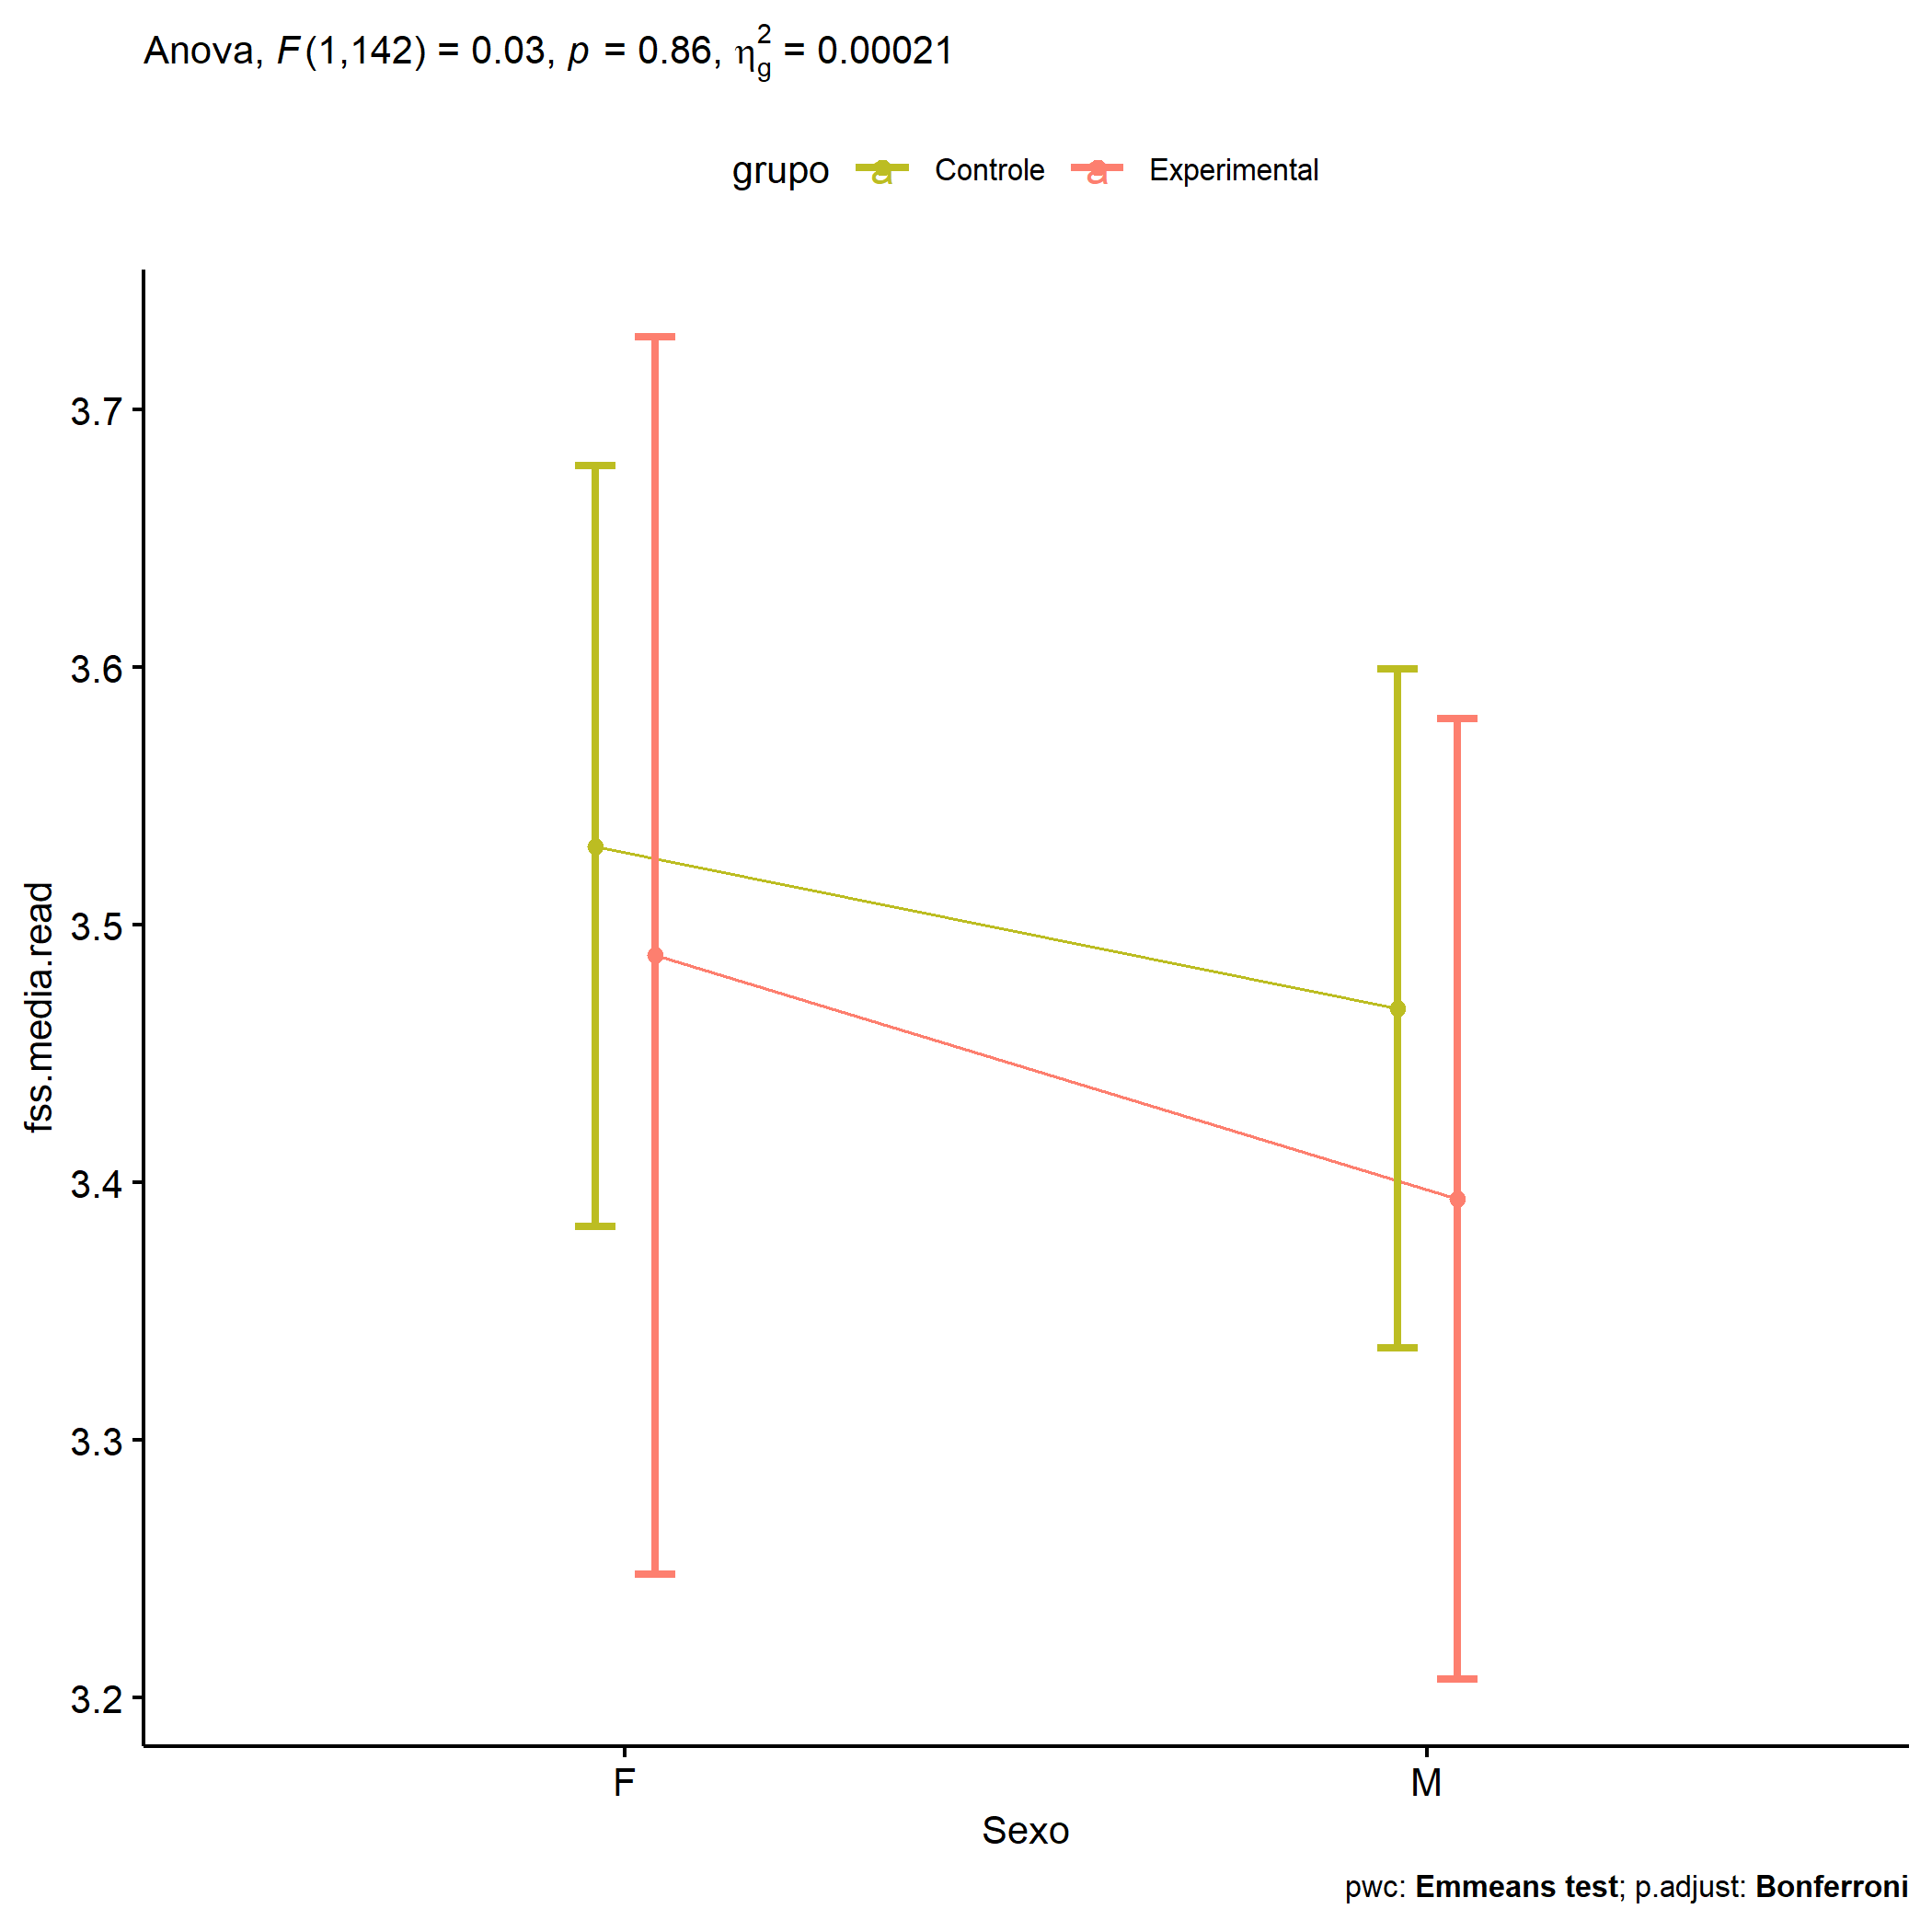 Anova, F(1,142) = 0.03, p = 0.86, η²g = 0.00021
grupo a Controle a Experimental
fss.media.read
3.7
3.6
3.5
3.4
3.3
3.2
F M
Sexo
pwc: Emmeans test; p.adjust: Bonferroni